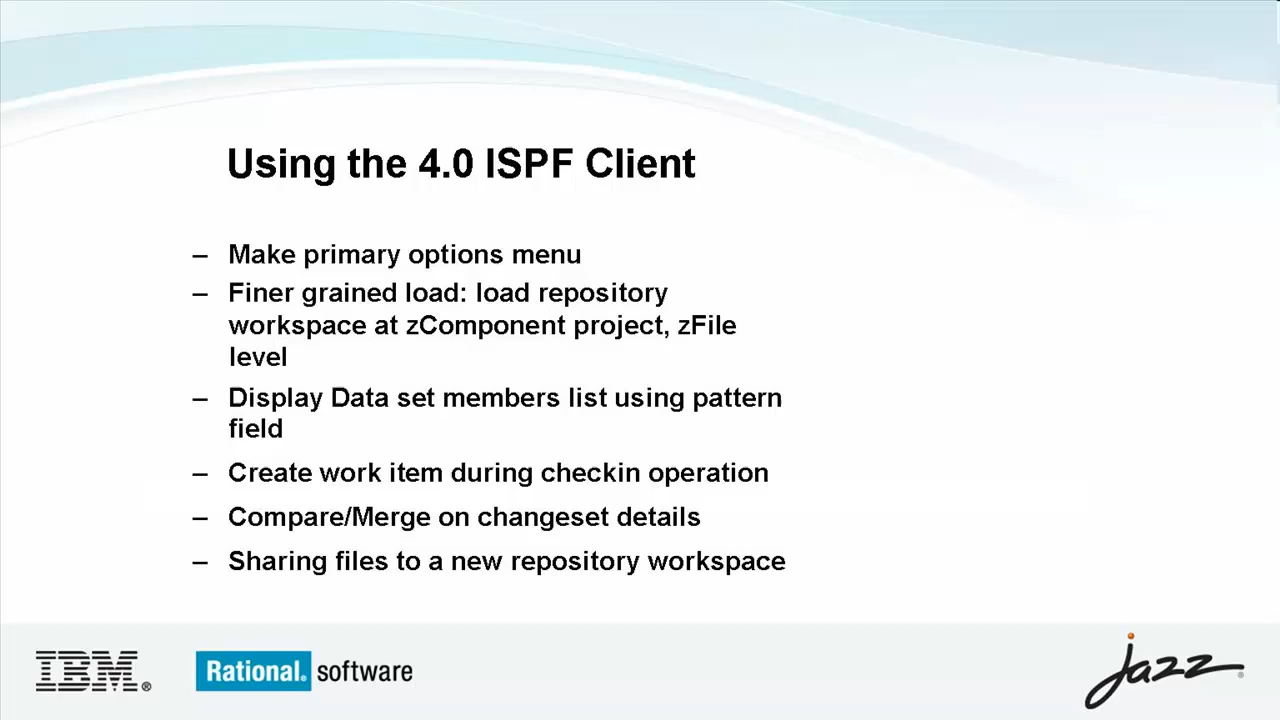 Using the 4.0 ISPF Client
– Make primary options menu
– Finer grained load: load repository
workspace at zComponent project, zFile
level
– Display Data set members list using pattern
field
– Create work item during checkin operation
– Compare/Merge on changeset details
– Sharing files to a new repository workspace
IBM® Rational® software jazz®